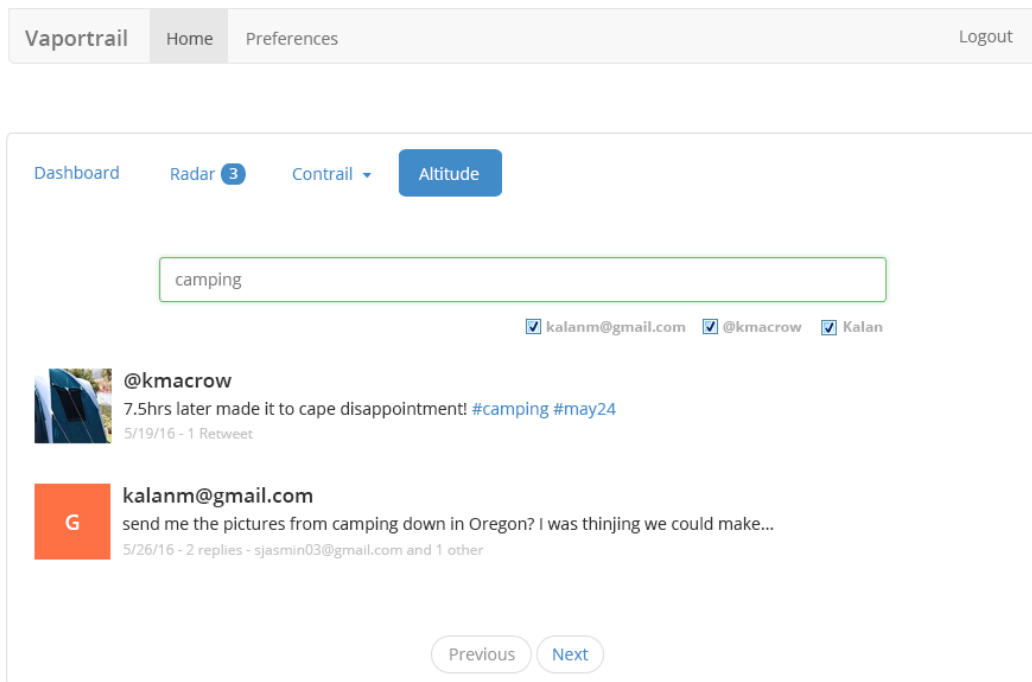 Vaportrail Home Preferences Logout
Dashboard Radar 3 Contrail Altitude
camping
kalanm@gmail.com @kmacrow Kalan
@kmacrow
7.5hrs later made it to cape disappointment! #camping #may24
5/19/16 - 1 Retweet
G
kalanm@gmail.com
send me the pictures from camping down in Oregon? I was thinjing we could make...
5/26/16 - 2 replies - sjasmin03@gmail.com and 1 other
Previous Next